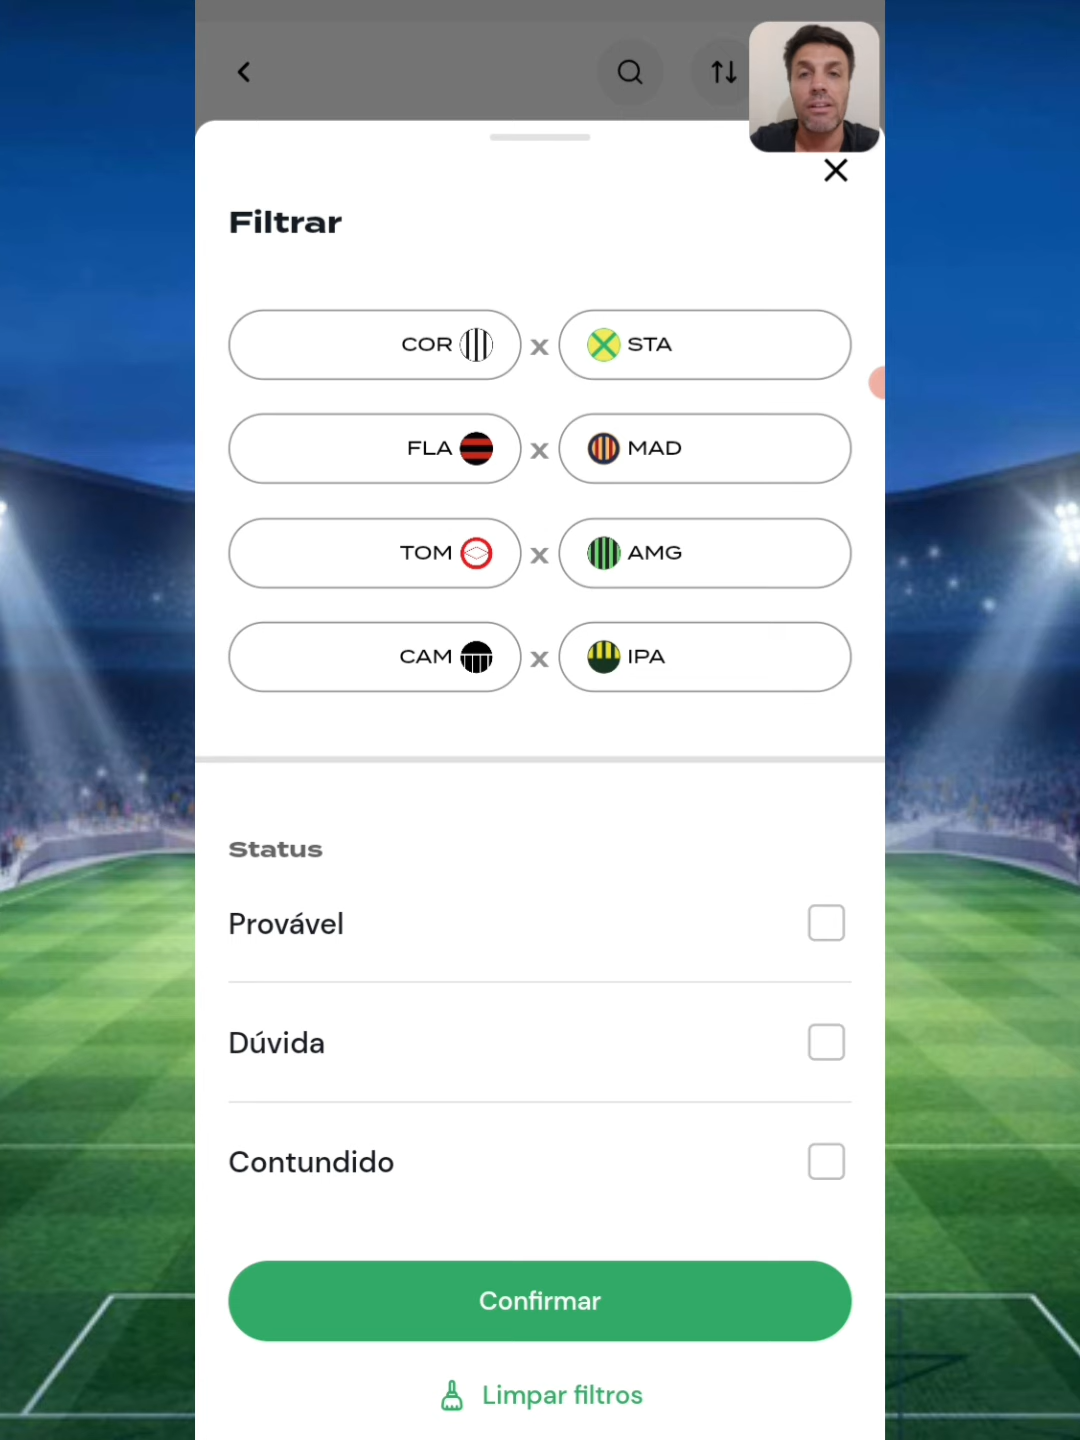 Filtrar
COR x STA
FLA x MAD
TOM x AMG
CAM x IPA
Status
Provável
Dúvida
Contundido
Confirmar
Limpar filtros